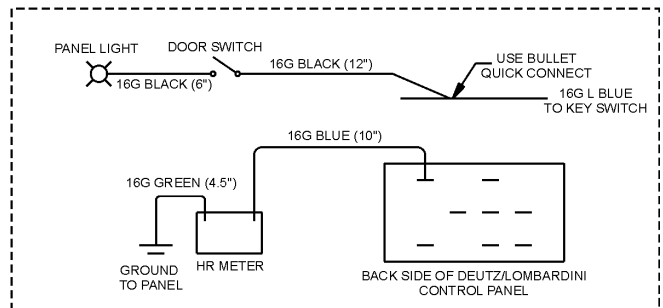 PANEL LIGHT
DOOR SWITCH
16G BLACK (6")
16G BLACK (12")
USE BULLET
QUICK CONNECT
16G L BLUE
TO KEY SWITCH
16G BLUE (10")
16G GREEN (4.5")
GROUND
TO PANEL
HR METER
BACK SIDE OF DEUTZ/LOMBARDINI
CONTROL PANEL